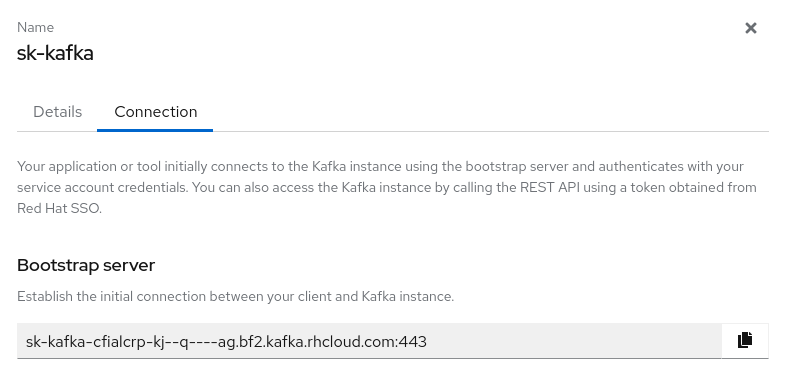 Name
sk-kafka
Details Connection
Your application or tool initially connects to the Kafka instance using the bootstrap server and authenticates with your
service account credentials. You can also access the Kafka instance by calling the REST API using a token obtained from
Red Hat SSO.
Bootstrap server
Establish the initial connection between your client and Kafka instance.
sk-kafka-cfialcrp-kj--q----ag.bf2.kafka.rhcloud.com:443